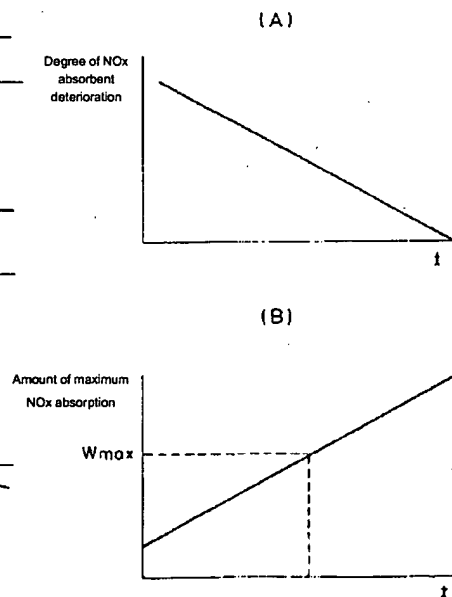 (A)
Degree of NOx
absorbent
deterioration
t
(B)
Amount of maximum
NOx absorption
Wmax
t